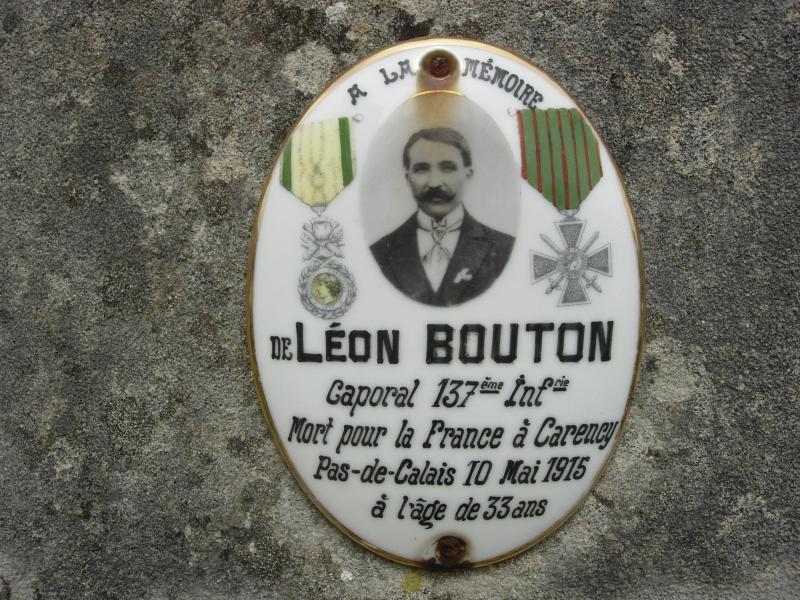 A LA MÉMOIRE
DE LÉON BOUTON
Caporal 137ème Infrie
Mort pour la France à Carency
Pas-de-Calais 10 Mai 1915
à l'âge de 33 ans